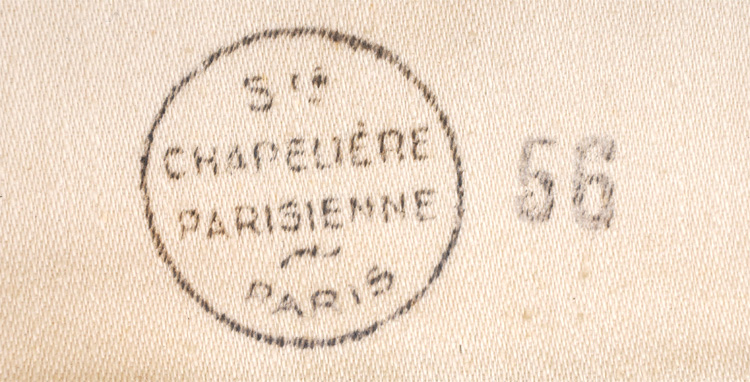 Sté
CHAPELIÈRE
PARISIENNE
~
PARIS
56